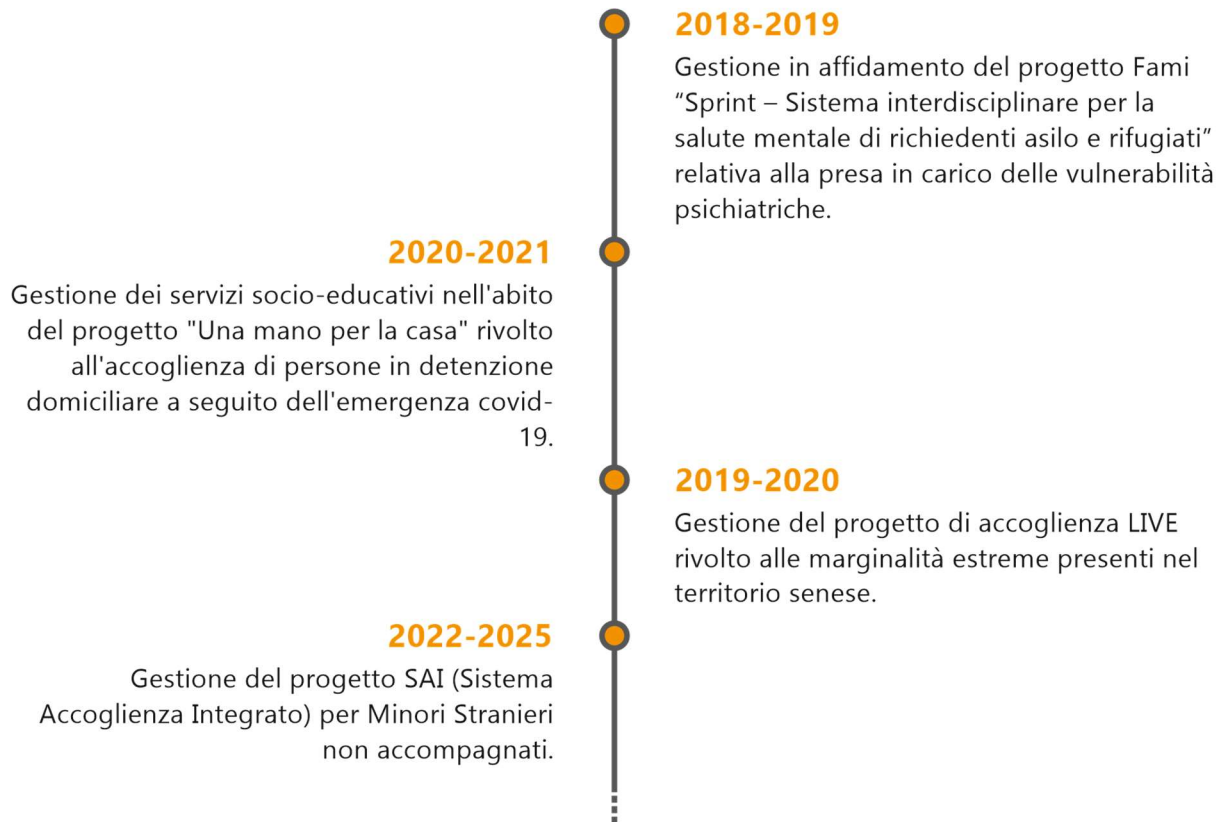 2018-2019
Gestione in affidamento del progetto Fami
“Sprint – Sistema interdisciplinare per la
salute mentale di richiedenti asilo e rifugiati”
relativa alla presa in carico delle vulnerabilità
psichiatriche.
2020-2021
Gestione dei servizi socio-educativi nell'abito
del progetto "Una mano per la casa" rivolto
all'accoglienza di persone in detenzione
domiciliare a seguito dell'emergenza covid-
19.
2019-2020
Gestione del progetto di accoglienza LIVE
rivolto alle marginalità estreme presenti nel
territorio senese.
2022-2025
Gestione del progetto SAI (Sistema
Accoglienza Integrato) per Minori Stranieri
non accompagnati.